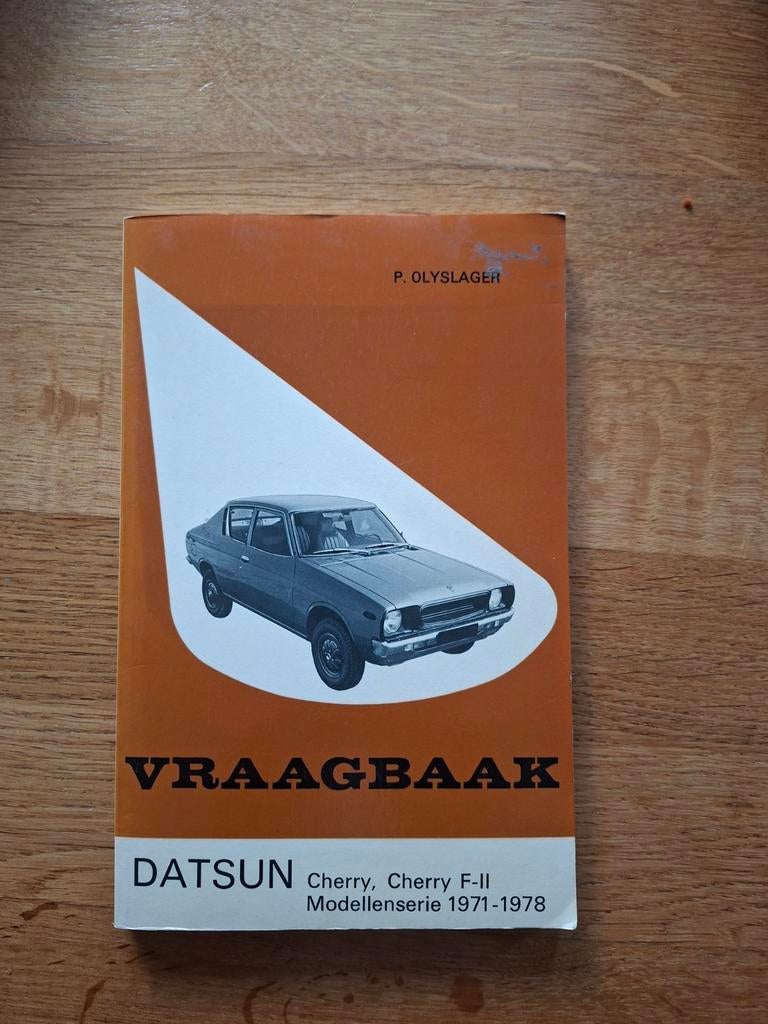 P. OLYSLAGER
VRAAGBAAK
DATSUN Cherry, Cherry F-II
Modellenserie 1971-1978